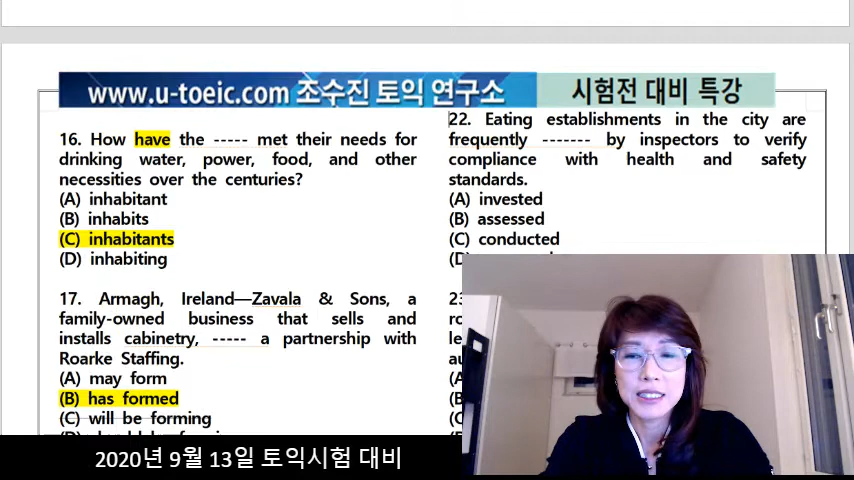 www.u-toeic.com 조수진 토익 연구소
시험전 대비 특강
16. How have the ----- met their needs for
drinking water, power, food, and other
necessities over the centuries?
(A) inhabitant
(B) inhabits
(C) inhabitants
(D) inhabiting
17. Armagh, Ireland—Zavala & Sons, a
family-owned business that sells and
installs cabinetry, ----- a partnership with
Roarke Staffing.
(A) may form
(B) has formed
(C) will be forming
22. Eating establishments in the city are
frequently ------- by inspectors to verify
compliance with health and safety
standards.
(A) invested
(B) assessed
(C) conducted
2020년 9월 13일 토익시험 대비